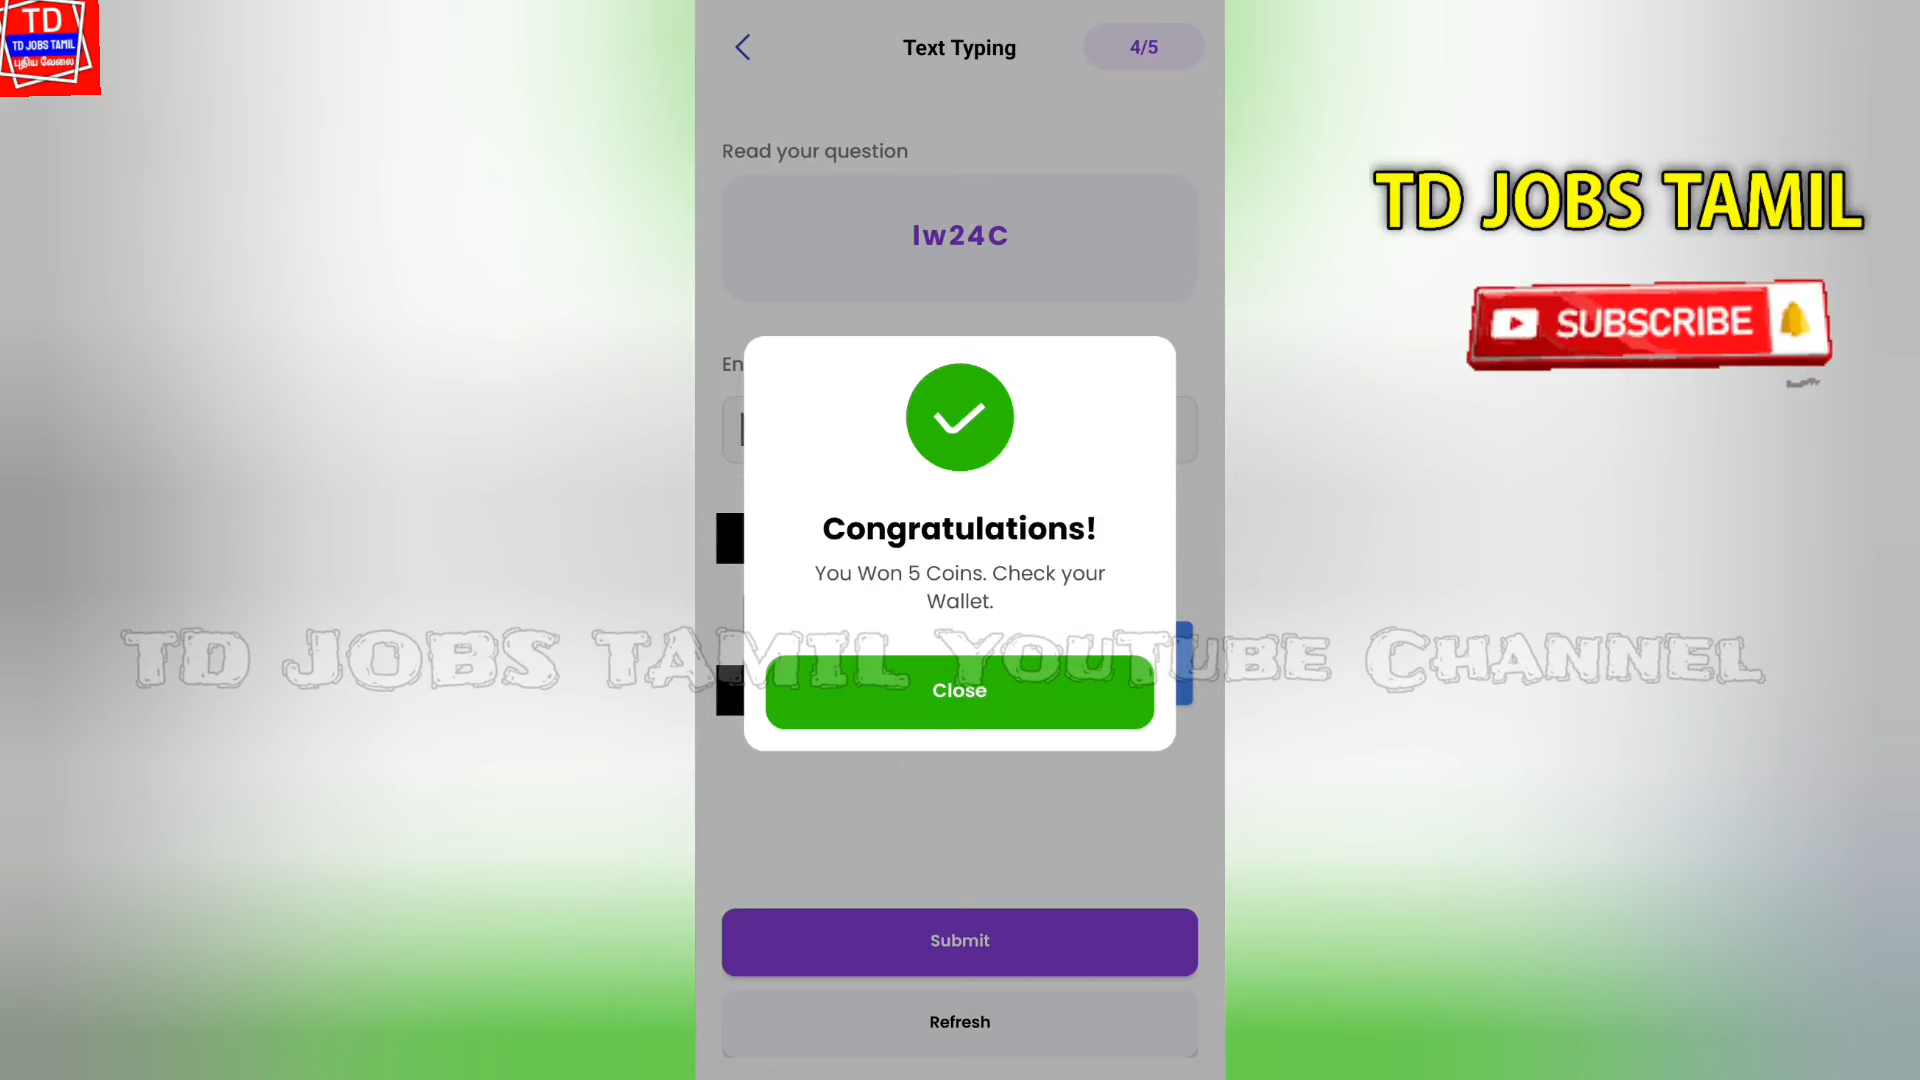 TD
TD JOBS TAMIL
புதிய வேலை
Text Typing
4/5
Read your question
lw24C
TD JOBS TAMIL
SUBSCRIBE
En
Congratulations!
You Won 5 Coins. Check your
Wallet.
TD JOBS TAMIL YouTube Channel
Close
Submit
Refresh